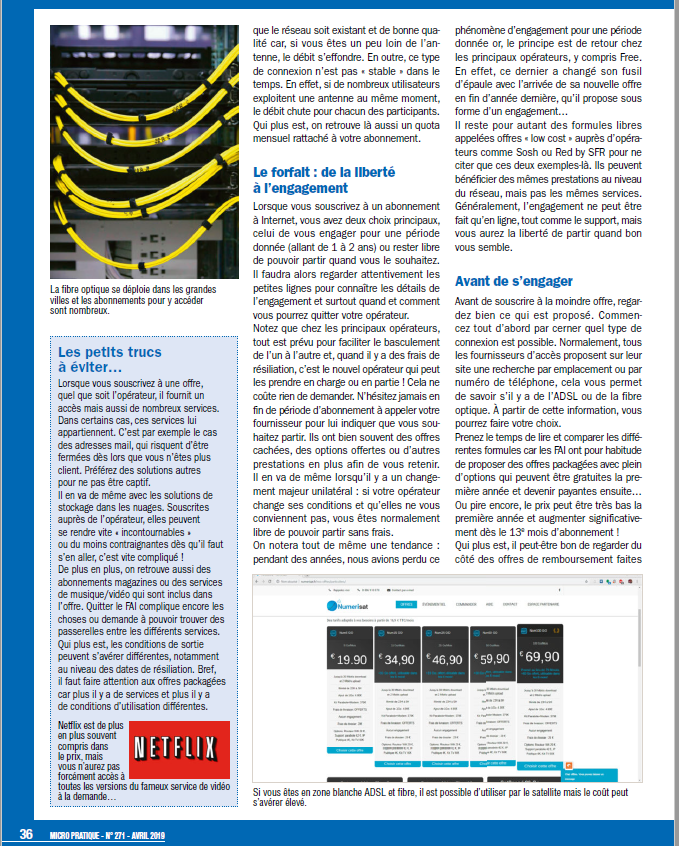 La fibre optique se déploie dans les grandes
villes et les abonnements pour y accéder
sont nombreux.
Les petits trucs
à éviter…
Lorsque vous souscrivez à une offre,
quel que soit l'opérateur, il fournit un
accès mais aussi de nombreux services.
Dans certains cas, ces services lui
appartiennent. C'est par exemple le cas
des adresses mail, qui risquent d'être
fermées dès lors que vous n'êtes plus
client. Préférez des solutions autres
pour ne pas être captif.
Il en va de même avec les solutions de
stockage dans les nuages. Souscrites
auprès de l'opérateur, elles peuvent
se rendre vite « incontournables »
ou du moins contraignantes dès qu'il faut
s'en aller, c'est vite compliqué !
De plus en plus, on retrouve aussi des
abonnements magazines ou des services
de musique/vidéo qui sont inclus dans
l'offre. Quitter le FAI complique encore les
choses ou demande à pouvoir trouver des
passerelles entre les différents services.
Qui plus est, les conditions de sortie
peuvent s'avérer différentes, notamment
au niveau des dates de résiliation. Bref,
il faut faire attention aux offres packagées
car plus il y a de services et plus il y a
de conditions d'utilisation différentes.
Netflix est de plus
en plus souvent
compris dans
le prix, mais
vous n'aurez pas
forcément accès à
toutes les versions du fameux service de vidéo
à la demande…
NETFLIX
que le réseau soit existant et de bonne qua-
lité car, si vous êtes un peu loin de l'an-
tenne, le débit s'effondre. En outre, ce type
de connexion n'est pas « stable » dans le
temps. En effet, si de nombreux utilisateurs
exploitent une antenne au même moment,
le débit chute pour chacun des participants.
Qui plus est, on retrouve là aussi un quota
mensuel rattaché à votre abonnement.
Le forfait : de la liberté
à l'engagement
Lorsque vous souscrivez à un abonnement
à Internet, vous avez deux choix principaux,
celui de vous engager pour une période
donnée (allant de 1 à 2 ans) ou rester libre
de pouvoir partir quand vous le souhaitez.
Il faudra alors regarder attentivement les
petites lignes pour connaître les détails de
l'engagement et surtout quand et comment
vous pourrez quitter votre opérateur.
Notez que chez les principaux opérateurs,
tout est prévu pour faciliter le basculement
de l'un à l'autre et, quand il y a des frais de
résiliation, c'est le nouvel opérateur qui peut
les prendre en charge ou en partie ! Cela ne
coûte rien de demander. N'hésitez jamais en
fin de période d'abonnement à appeler votre
fournisseur pour lui indiquer que vous sou-
haitez partir. Ils ont bien souvent des offres
cachées, des options offertes ou d'autres
prestations en plus afin de vous retenir.
Il en va de même lorsqu'il y a un change-
ment majeur unilatéral : si votre opérateur
change ses conditions et qu'elles ne vous
conviennent pas, vous êtes normalement
libre de pouvoir partir sans frais.
On notera tout de même une tendance :
pendant des années, nous avions perdu ce
phénomène d'engagement pour une période
donnée or, le principe est de retour chez
les principaux opérateurs, y compris Free.
En effet, ce dernier a changé son fusil
d'épaule avec l'arrivée de sa nouvelle offre
en fin d'année dernière, qu'il propose sous
forme d'un engagement…
Il reste pour autant des formules libres
appelées offres « low cost » auprès d'opéra-
teurs comme Sosh ou Red by SFR pour ne
citer que ces deux exemples-là. Ils peuvent
bénéficier des mêmes prestations au niveau
du réseau, mais pas les mêmes services.
Généralement, l'engagement ne peut être
fait qu'en ligne, tout comme le support, mais
vous aurez la liberté de partir quand bon
vous semble.
Avant de s'engager
Avant de souscrire à la moindre offre, regar-
dez bien ce qui est proposé. Commen-
cez tout d'abord par cerner quel type de
connexion est possible. Normalement, tous
les fournisseurs d'accès proposent sur leur
site une recherche par emplacement ou par
numéro de téléphone, cela vous permet
de savoir s'il y a de l'ADSL ou de la fibre
optique. À partir de cette information, vous
pourrez faire votre choix.
Prenez le temps de lire et comparer les diffé-
rentes formules car les FAI ont pour habitude
de proposer des offres packagées avec plein
d'options qui peuvent être gratuites la pre-
mière année et devenir payantes ensuite…
Ou pire encore, le prix peut être très bas la
première année et augmenter significative-
ment dès le 13e mois d'abonnement !
Qui plus est, il peut-être bon de regarder du
côté des offres de remboursement faites
Numerisat
€ 19.90 € 34,90 € 46,90 € 59,90 € 69,90
Si vous êtes en zone blanche ADSL et fibre, il est possible d'utiliser par le satellite mais le coût peut
s'avérer élevé.
36 MICRO PRATIQUE - N° 271 - AVRIL 2019